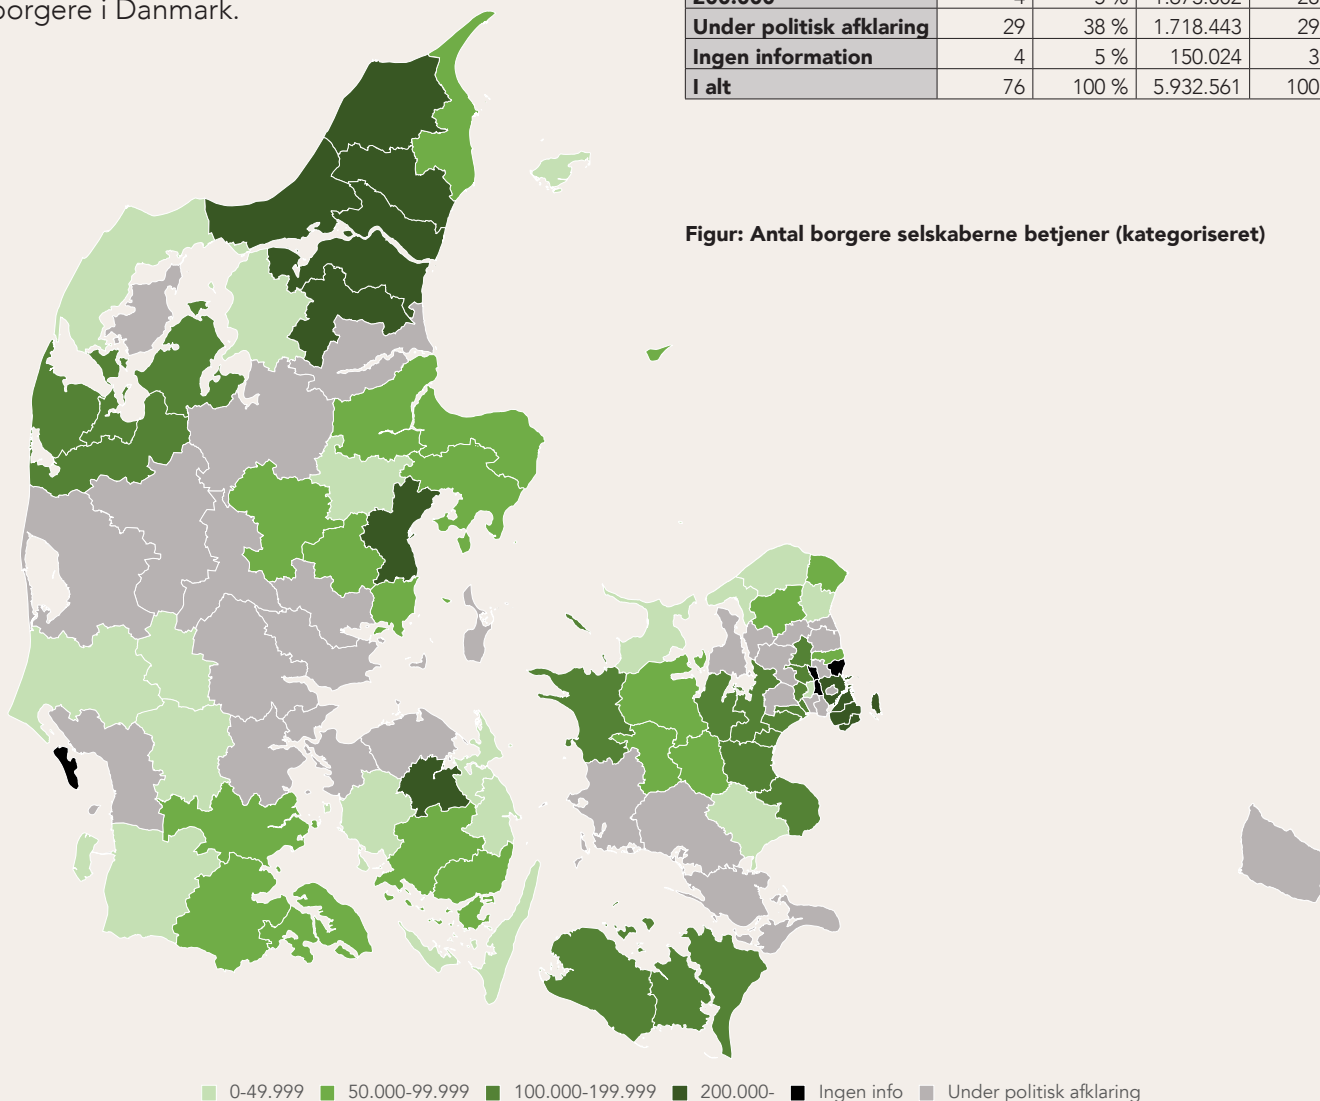 borgere i Danmark.
Under politisk afklaring 29 38 % 1.718.443 29
Ingen information 4 5 % 150.024 3
I alt 76 100 % 5.932.561 100
Figur: Antal borgere selskaberne betjener (kategoriseret)
0-49.999 50.000-99.999 100.000-199.999 200.000- Ingen info Under politisk afklaring